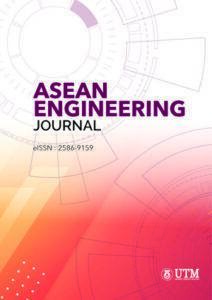 ASEAN
ENGINEERING
JOURNAL
eISSN : 2586-9159
UTM